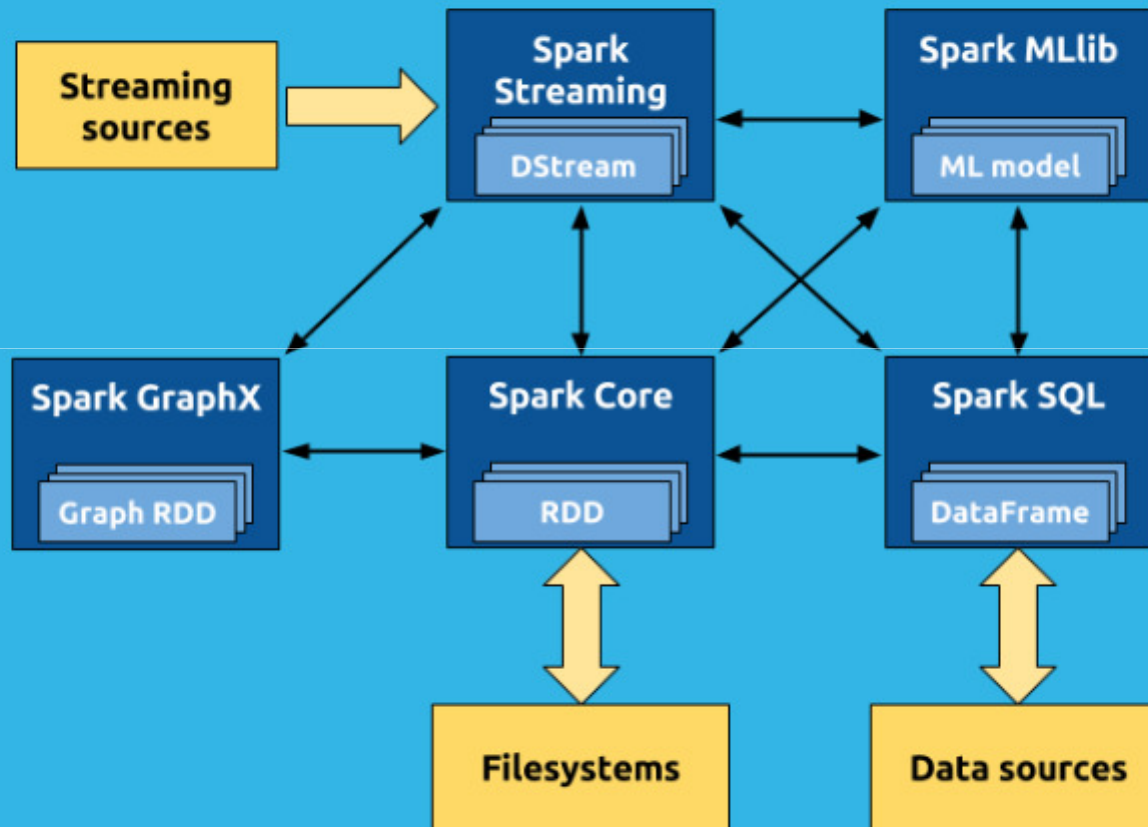 Streaming
sources
Spark
Streaming
DStream
Spark MLlib
ML model
Spark GraphX
Graph RDD
Spark Core
RDD
Spark SQL
DataFrame
Filesystems
Data sources